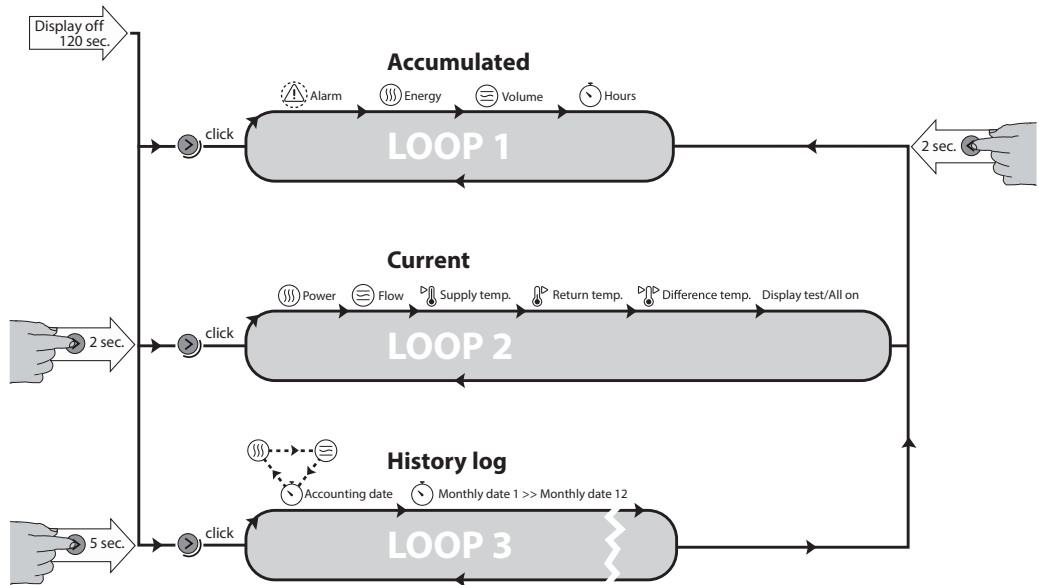 Display off
120 sec.
Accumulated
Alarm Energy Volume Hours
click
LOOP 1
2 sec.
Current
Power Flow Supply temp. Return temp. Difference temp. Display test/All on
2 sec.
click
LOOP 2
History log
Accounting date Monthly date 1 >> Monthly date 12
5 sec.
click
LOOP 3